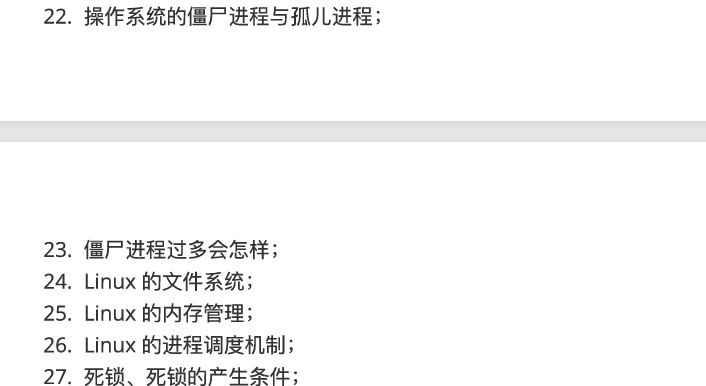 22. 操作系统的僵尸进程与孤儿进程；
23. 僵尸进程过多会怎样；
24. Linux 的文件系统；
25. Linux 的内存管理；
26. Linux 的进程调度机制；
27. 死锁、死锁的产生条件；